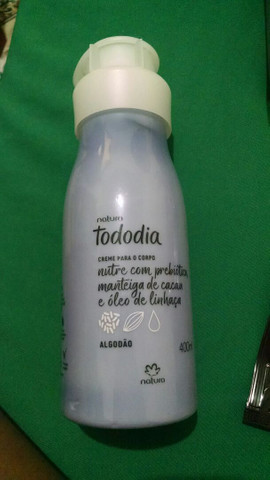 natura
tododia
CREME PARA O CORPO
nutre com prebiótico,
manteiga de cacau
e óleo de linhaça
ALGODÃO
400ml
natura